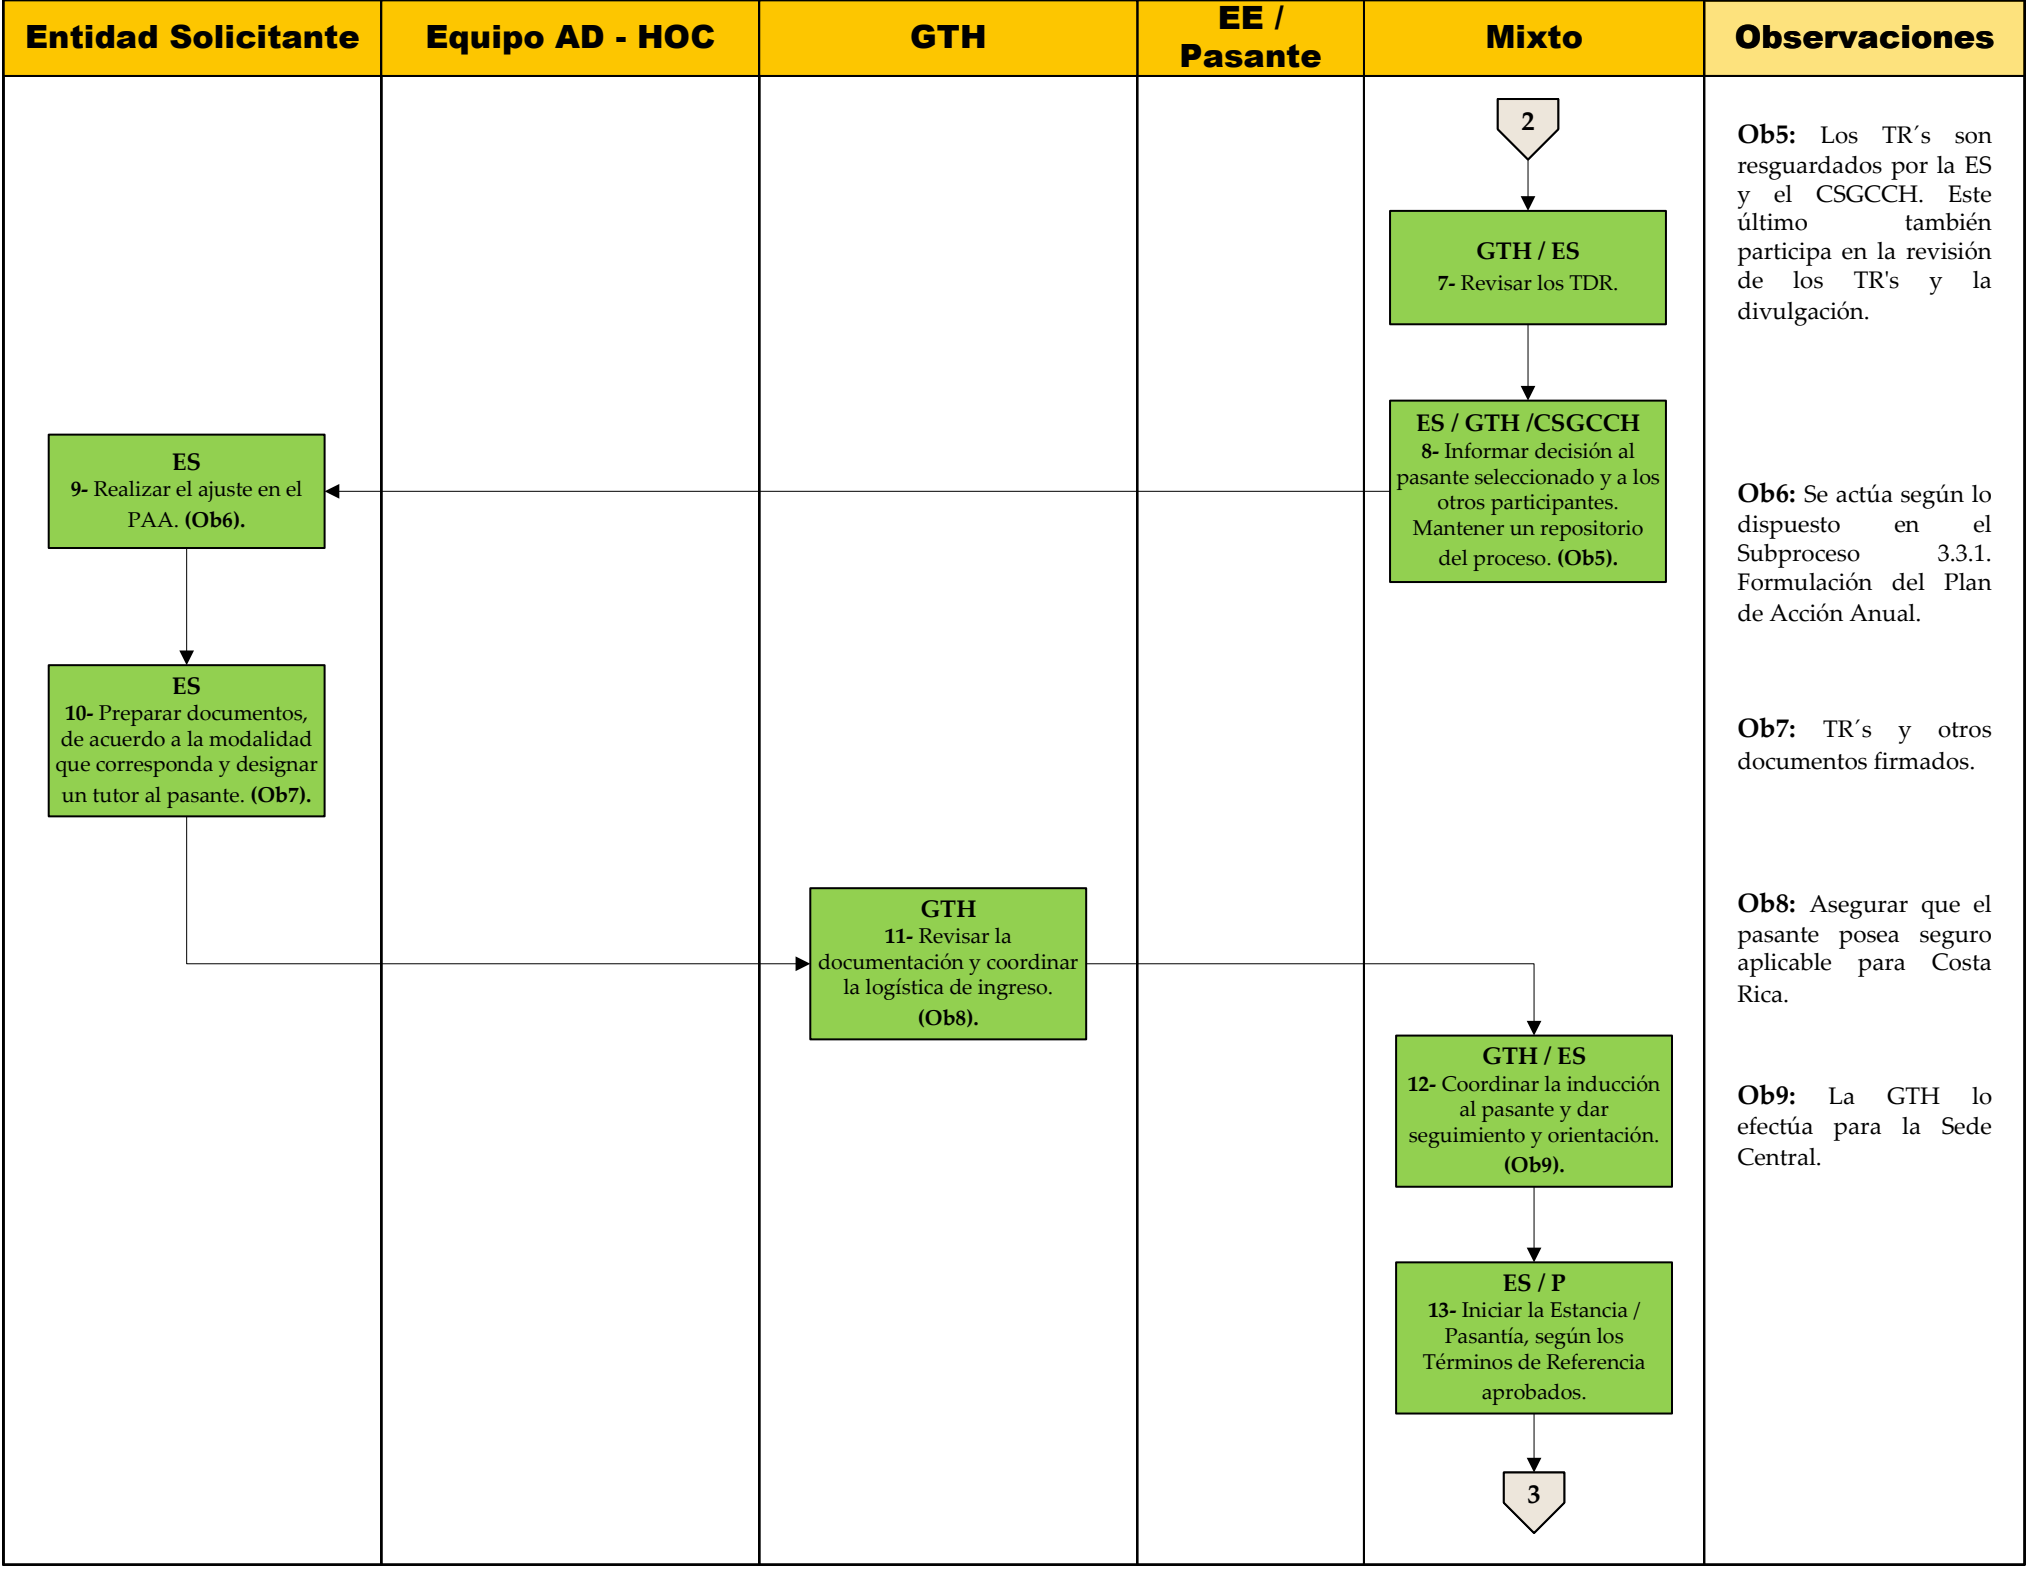 Entidad Solicitante
Equipo AD - HOC
GTH
EE /
Pasante
Mixto
Observaciones
2
GTH / ES
7- Revisar los TDR.
ES / GTH /CSGCCH
8- Informar decisión al
pasante seleccionado y a los
otros participantes.
Mantener un repositorio
del proceso. (Ob5).
ES
9- Realizar el ajuste en el
PAA. (Ob6).
ES
10- Preparar documentos,
de acuerdo a la modalidad
que corresponda y designar
un tutor al pasante. (Ob7).
GTH
11- Revisar la
documentación y coordinar
la logística de ingreso.
(Ob8).
GTH / ES
12- Coordinar la inducción
al pasante y dar
seguimiento y orientación.
(Ob9).
ES / P
13- Iniciar la Estancia /
Pasantía, según los
Términos de Referencia
aprobados.
3
Ob5: Los TR´s son
resguardados por la ES
y el CSGCCH. Este
último también
participa en la revisión
de los TR's y la
divulgación.
Ob6: Se actúa según lo
dispuesto en el
Subproceso 3.3.1.
Formulación del Plan
de Acción Anual.
Ob7: TR´s y otros
documentos firmados.
Ob8: Asegurar que el
pasante posea seguro
aplicable para Costa
Rica.
Ob9: La GTH lo
efectúa para la Sede
Central.